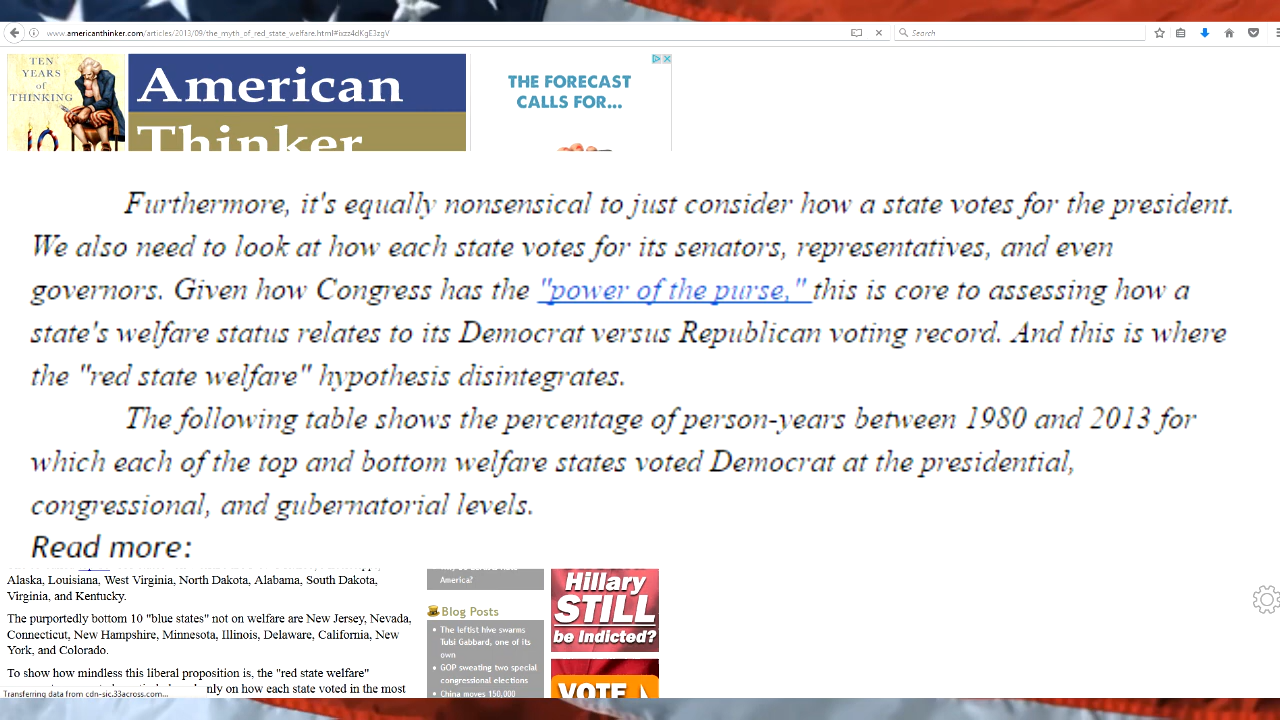 www.americanthinker.com/articles/2013/09/the_myth_of_red_state_welfare.html#ixzz4dKgE3zgV
Search
TEN
YEARS
of
THINKING
American
Thinker
THE FORECAST
CALLS FOR...
Furthermore, it's equally nonsensical to just consider how a state votes for the president.
We also need to look at how each state votes for its senators, representatives, and even
governors. Given how Congress has the "power of the purse," this is core to assessing how a
state's welfare status relates to its Democrat versus Republican voting record. And this is where
the "red state welfare" hypothesis disintegrates.
The following table shows the percentage of person-years between 1980 and 2013 for
which each of the top and bottom welfare states voted Democrat at the presidential,
congressional, and gubernatorial levels.
Read more:
Alaska, Louisiana, West Virginia, North Dakota, Alabama, South Dakota,
Virginia, and Kentucky.
The purportedly bottom 10 "blue states" not on welfare are New Jersey, Nevada,
Connecticut, New Hampshire, Minnesota, Illinois, Delaware, California, New
York, and Colorado.
To show how mindless this liberal proposition is, the "red state welfare"
nly on how each state voted in the most
Transferring data from cdn-sic.33across.com...
America?
Blog Posts
• The leftist hive swarms
Tulsi Gabbard, one of its
own
• GOP sweating two special
congressional elections
• China moves 150,000
Hillary
STILL
be Indicted?
VOTE